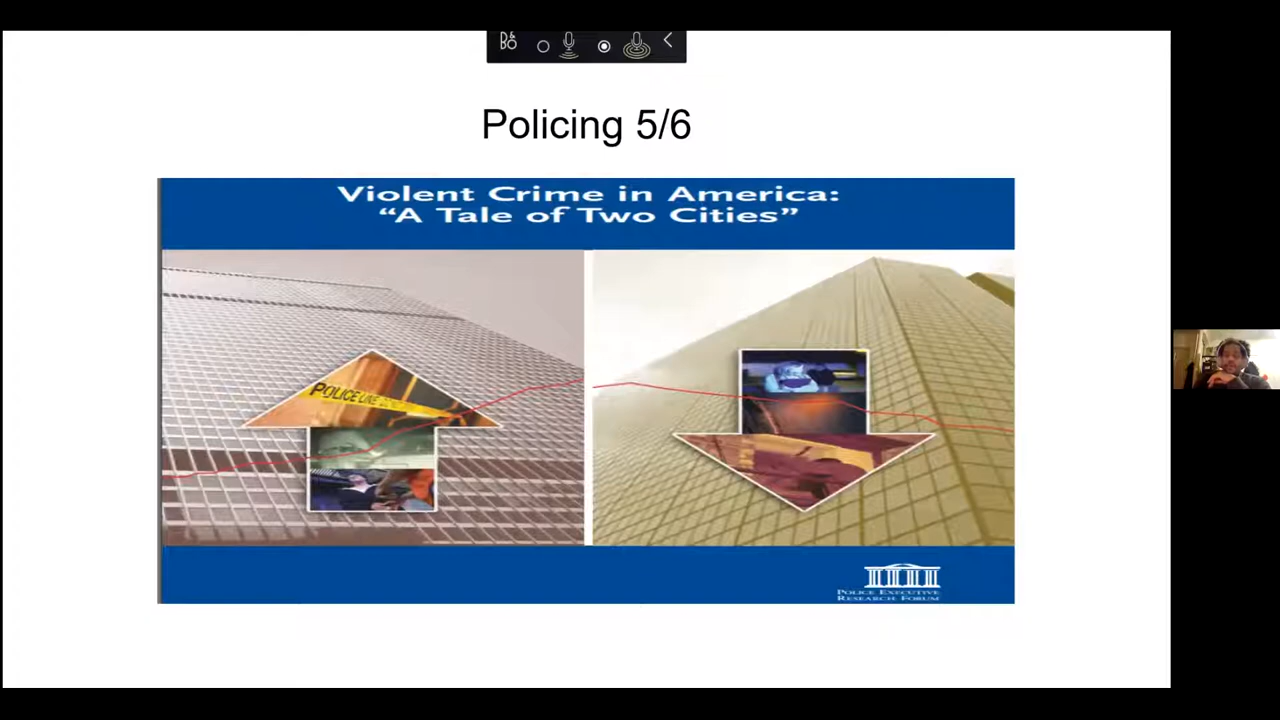 B&O
Policing 5/6
Violent Crime in America:
“A Tale of Two Cities”
POLICE LINE DO NOT
POLICE EXECUTIVE
RESEARCH FORUM